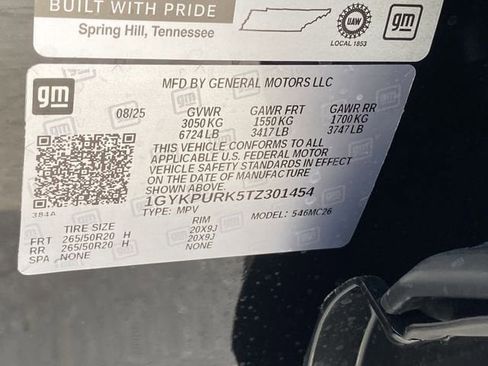 BUILT WITH PRIDE
Spring Hill, Tennessee
UAW
LOCAL 1853
gm
gm
MFD BY GENERAL MOTORS LLC
08/25 GVWR GAWR FRT GAWR RR
3050 KG 1550 KG 1700 KG
6724 LB 3417 LB 3747 LB
THIS VEHICLE CONFORMS TO ALL APPLICABLE
U.S. FEDERAL MOTOR
VEHICLE SAFETY STANDARDS IN EFFECT
ON THE DATE OF MANUFACTURE
SHOWN ABOVE.
1GYKPURK5TZ301454
TYPE: MPV MODEL: 546MC26
384A
TIRE SIZE RIM
FRT 265/50R20 H 20X9J
RR 265/50R20 H 20X9J
SPA NONE NONE